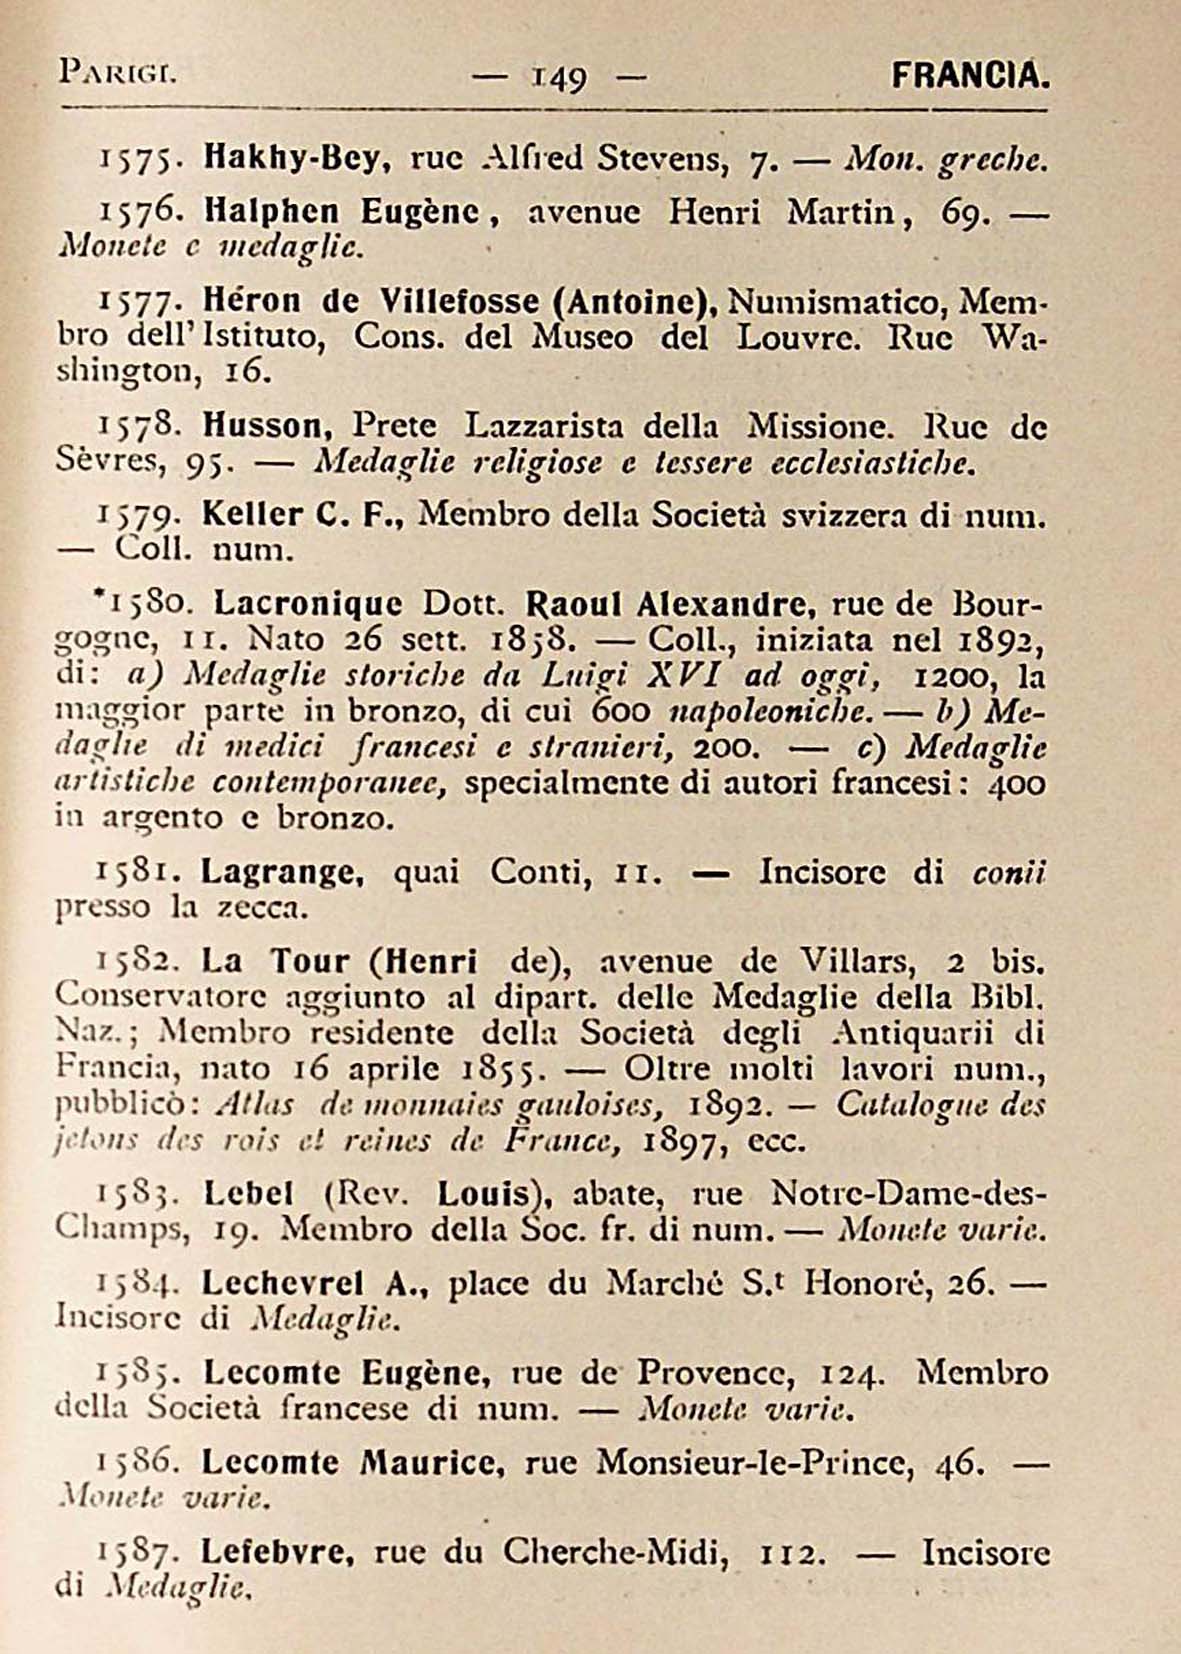 PARIGI. — 149 — FRANCIA.
1575. Hakhy-Bey, rue Alfred Stevens, 7. — Mon. greche.
1576. Halphen Eugène, avenue Henri Martin, 69. —
Monete e medaglie.
1577. Héron de Villefosse (Antoine), Numismatico, Mem-
bro dell' Istituto, Cons. del Museo del Louvre. Rue Wa-
shington, 16.
1578. Husson, Prete Lazzarista della Missione. Rue de
Sèvres, 95. — Medaglie religiose e tessere ecclesiastiche.
1579. Keller C. F., Membro della Società svizzera di num.
— Coll. num.
*1580. Lacronique Dott. Raoul Alexandre, rue de Bour-
gogne, 11. Nato 26 sett. 1858. — Coll., iniziata nel 1892,
di: a) Medaglie storiche da Luigi XVI ad oggi, 1200, la
maggior parte in bronzo, di cui 600 napoleoniche. — b) Me-
daglie di medici francesi e stranieri, 200. — c) Medaglie
artistiche contemporanee, specialmente di autori francesi: 400
in argento e bronzo.
1581. Lagrange, quai Conti, 11. — Incisore di conii
presso la zecca.
1582. La Tour (Henri de), avenue de Villars, 2 bis.
Conservatore aggiunto al dipart. delle Medaglie della Bibl.
Naz.; Membro residente della Società degli Antiquarii di
Francia, nato 16 aprile 1855. — Oltre molti lavori num.,
pubblicò: Atlas de monnaies gauloises, 1892. — Catalogue des
jetons des rois et reines de France, 1897, ecc.
1583. Lebel (Rev. Louis), abate, rue Notre-Dame-des-
Champs, 19. Membro della Soc. fr. di num. — Monete varie.
1584. Lechevrel A., place du Marché S.t Honoré, 26. —
Incisore di Medaglie.
1585. Lecomte Eugène, rue de Provence, 124. Membro
della Società francese di num. — Monete varie.
1586. Lecomte Maurice, rue Monsieur-le-Prince, 46. —
Monete varie.
1587. Lefebvre, rue du Cherche-Midi, 112. — Incisore
di Medaglie.